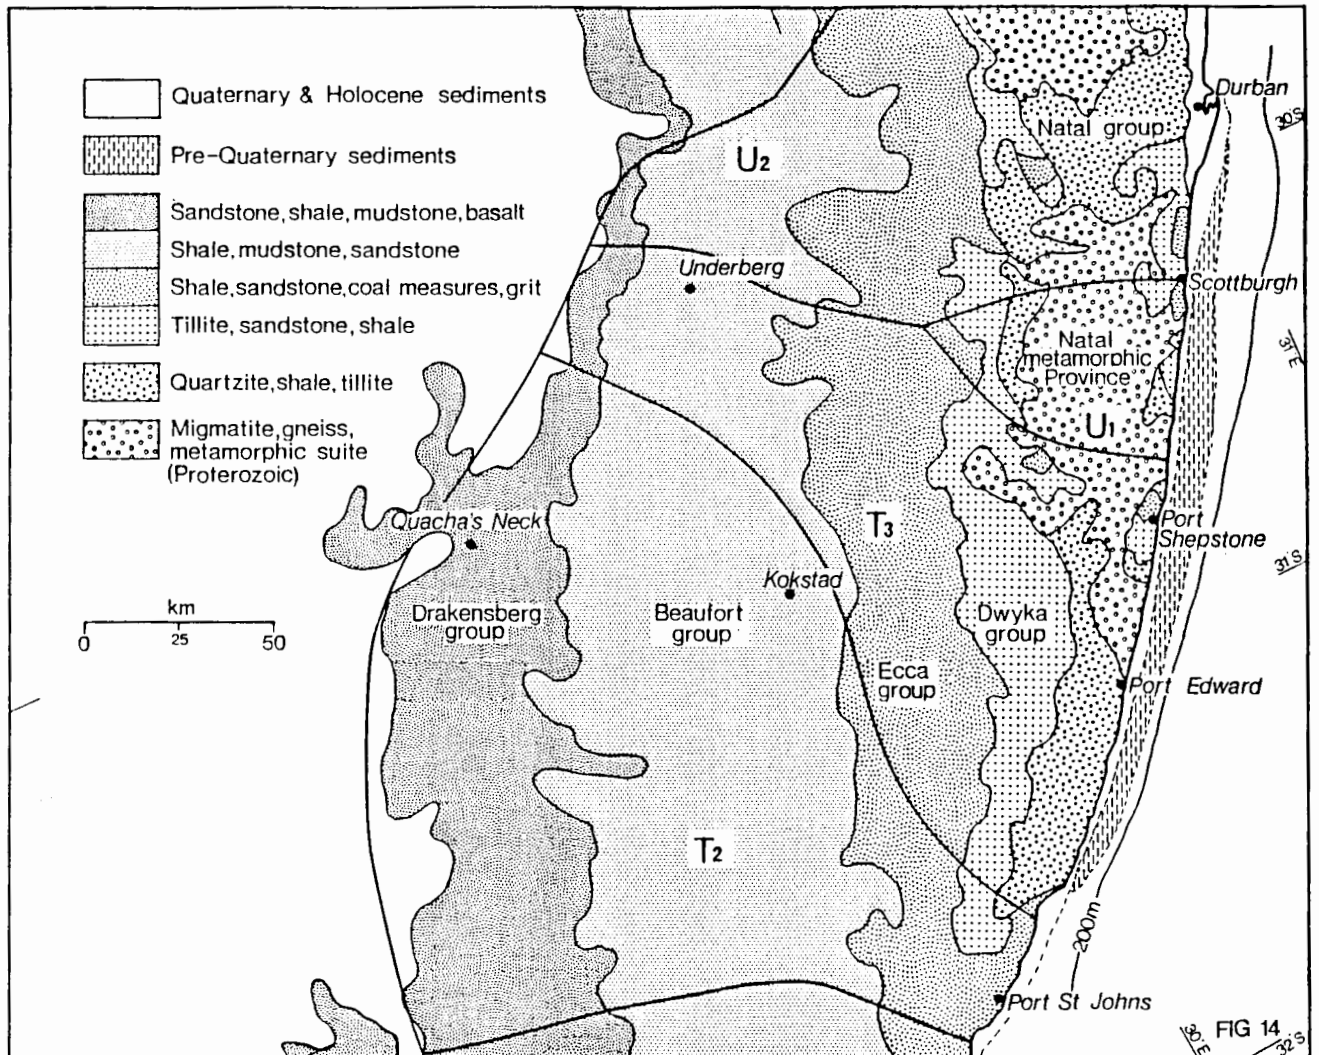 Quaternary & Holocene sediments
Pre-Quaternary sediments
Sandstone, shale, mudstone, basalt
Shale, mudstone, sandstone
Shale, sandstone, coal measures, grit
Tillite, sandstone, shale
Quartzite, shale, tillite
Migmatite, gneiss,
metamorphic suite
(Proterozoic)
km
0 25 50
Durban
30°S
Natal group
U2
Underberg
Scottburgh
31°E
Natal
metamorphic
Province
U1
Quacha's Neck
T3
Port
Shepstone
31°S
Kokstad
Drakensberg
group
Beaufort
group
Dwyka
group
Ecca
group
Port Edward
T2
200m
Port St Johns
30°E
FIG 14
32°S